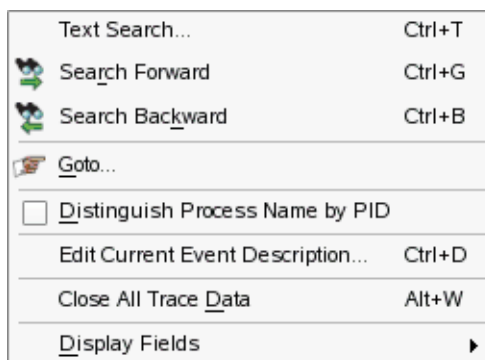 Text Search... Ctrl+T
Search Forward Ctrl+G
Search Backward Ctrl+B
Goto...
Distinguish Process Name by PID
Edit Current Event Description... Ctrl+D
Close All Trace Data Alt+W
Display Fields